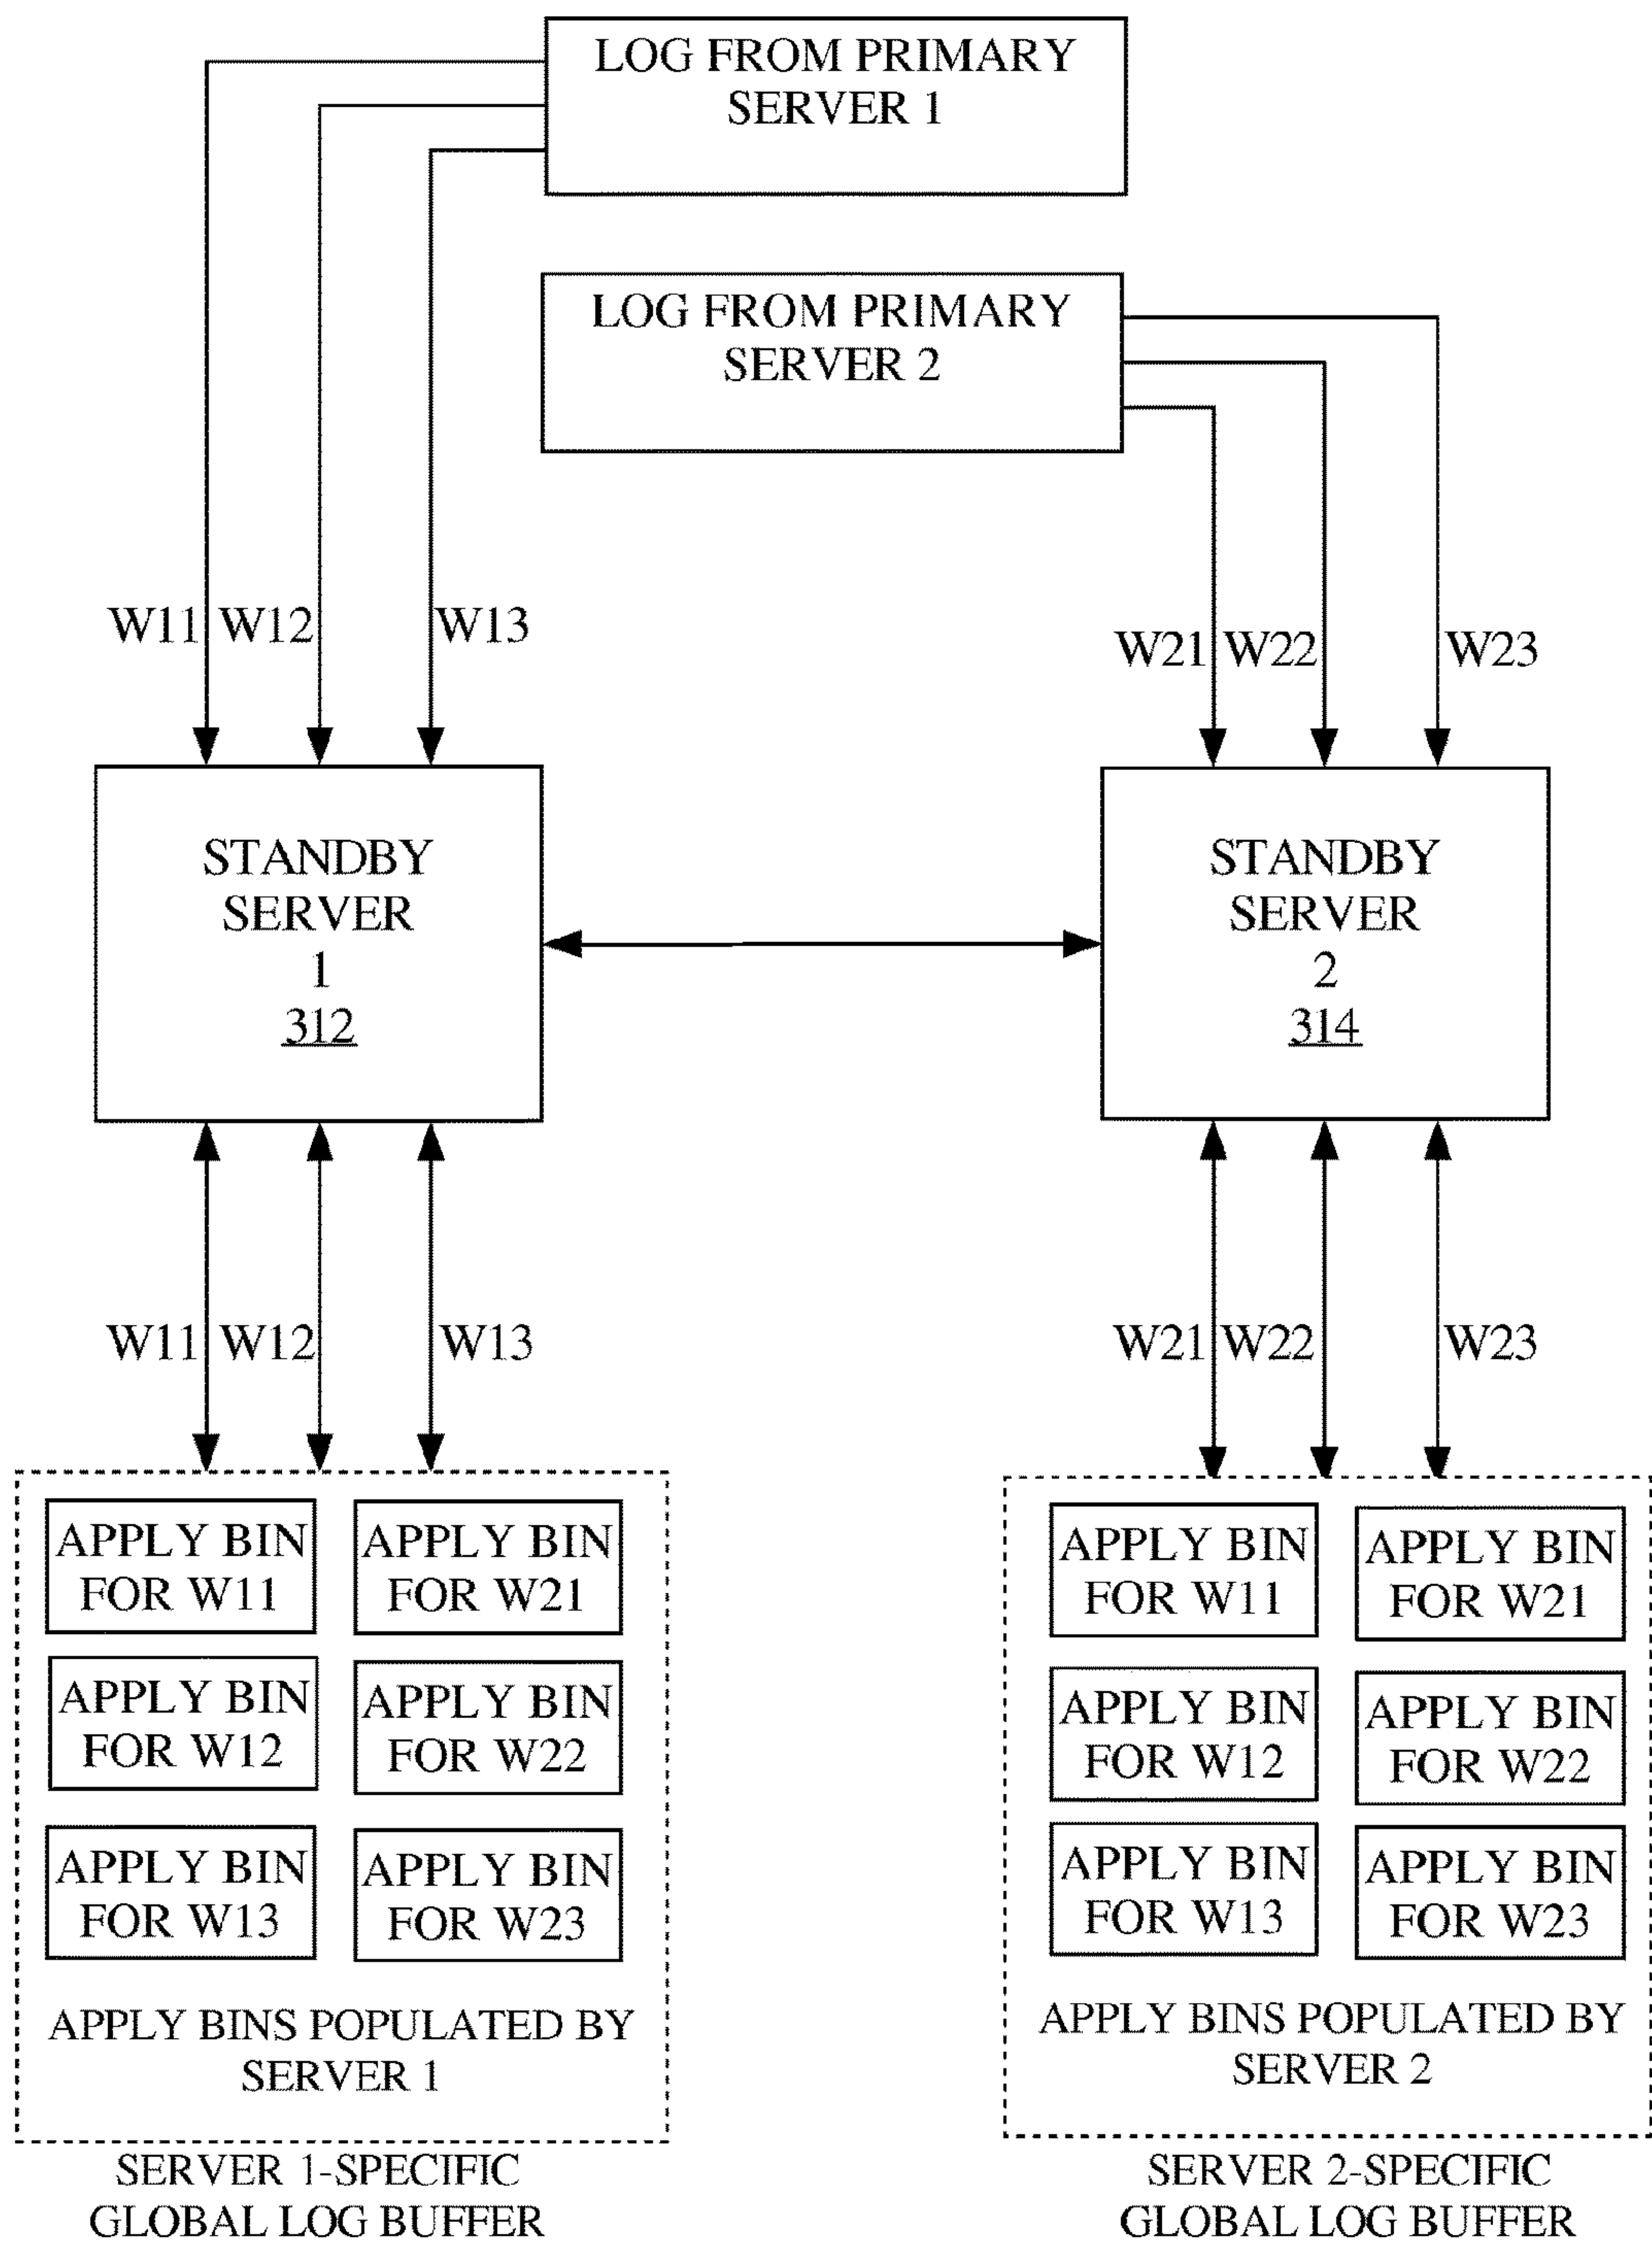 LOG FROM PRIMARY
SERVER 1
LOG FROM PRIMARY
SERVER 2
W11 W12 W13
W21 W22 W23
STANDBY
SERVER
1
312
STANDBY
SERVER
2
314
W11 W12 W13
W21 W22 W23
APPLY BIN
FOR W11
APPLY BIN
FOR W21
APPLY BIN
FOR W12
APPLY BIN
FOR W22
APPLY BIN
FOR W13
APPLY BIN
FOR W23
APPLY BINS POPULATED BY
SERVER 1
SERVER 1-SPECIFIC
GLOBAL LOG BUFFER
APPLY BIN
FOR W11
APPLY BIN
FOR W21
APPLY BIN
FOR W12
APPLY BIN
FOR W22
APPLY BIN
FOR W13
APPLY BIN
FOR W23
APPLY BINS POPULATED BY
SERVER 2
SERVER 2-SPECIFIC
GLOBAL LOG BUFFER